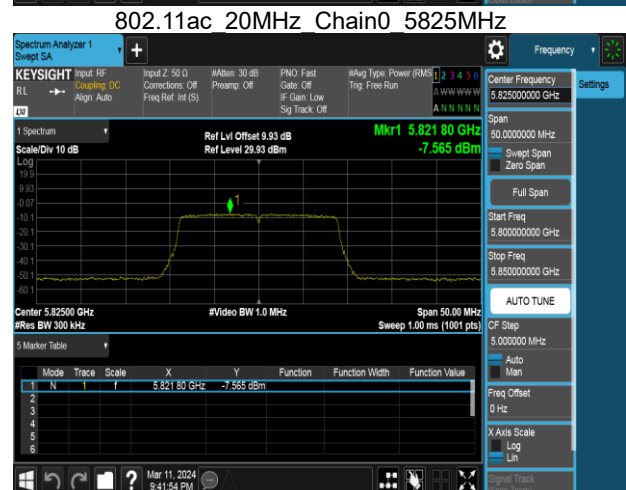 802.11ac_20MHz_Chain0_5825MHz
Spectrum Analyzer 1
Swept SA
Frequency
KEYSIGHT Input: RF Input Z: 50 Ω #Atten: 30 dB PNO: Fast #Avg Type: Power (RMS 1 2 3 4 5 6
RL Coupling: DC Corrections: Off Preamp: Off Gate: Off Trig: Free Run A W W W W W
Align: Auto Freq Ref: Int (S) IF Gain: Low
Sig Track: Off A N N N N N
LXI
1 Spectrum
Scale/Div 10 dB
Ref Lvl Offset 9.93 dB
Ref Level 29.93 dBm
Mkr1 5.821 80 GHz
-7.565 dBm
Log
19.9
9.93
-0.07
-10.1
-20.1
-30.1
-40.1
-50.1
-60.1
1
Center 5.82500 GHz #Video BW 1.0 MHz Span 50.00 MHz
#Res BW 300 kHz Sweep 1.00 ms (1001 pts)
5 Marker Table
Mode Trace Scale X Y Function Function Width Function Value
1 N 1 f 5.821 80 GHz -7.565 dBm
2
3
4
5
6
?
Mar 11, 2024
9:41:54 PM
Center Frequency
5.825000000 GHz
Settings
Span
50.0000000 MHz
Swept Span
Zero Span
Full Span
Start Freq
5.800000000 GHz
Stop Freq
5.850000000 GHz
AUTO TUNE
CF Step
5.000000 MHz
Auto
Man
Freq Offset
0 Hz
X Axis Scale
Log
Lin
Signal Track